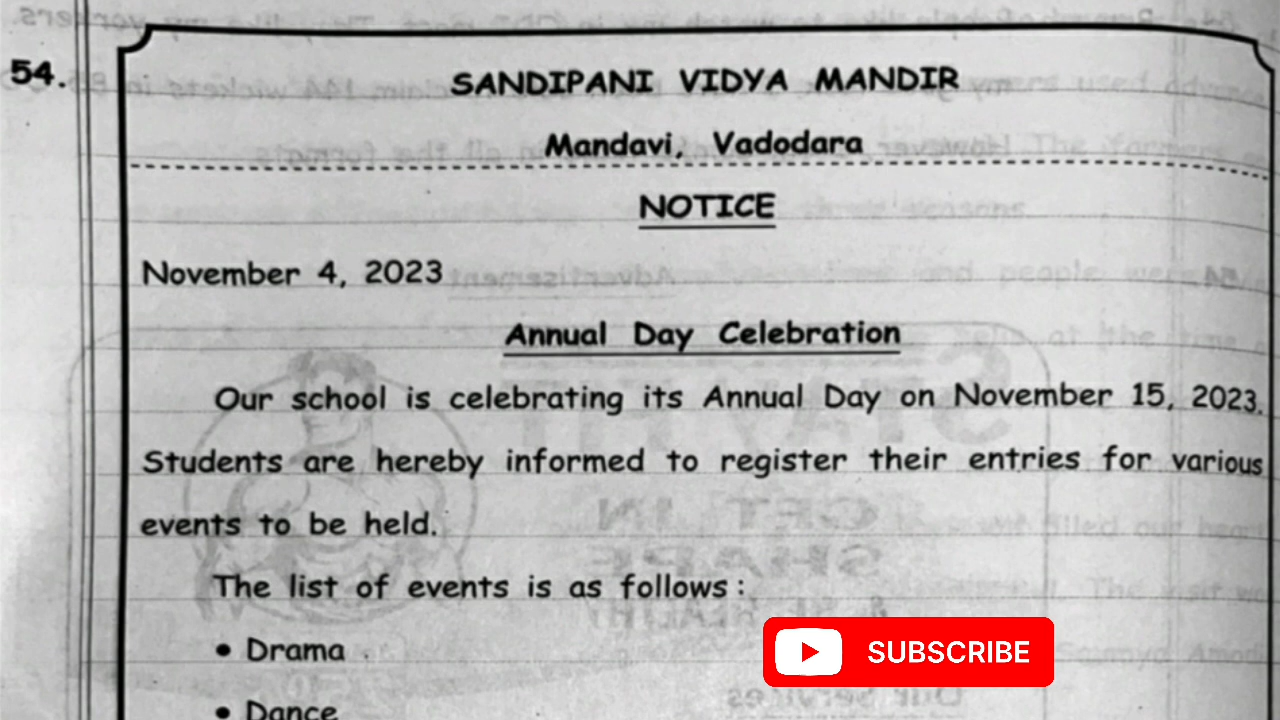 54.
SANDIPANI VIDYA MANDIR
Mandavi, Vadodara
NOTICE
November 4, 2023
Annual Day Celebration
Our school is celebrating its Annual Day on November 15, 2023.
Students are hereby informed to register their entries for various
events to be held.
The list of events is as follows :
• Drama
SUBSCRIBE
• Dance